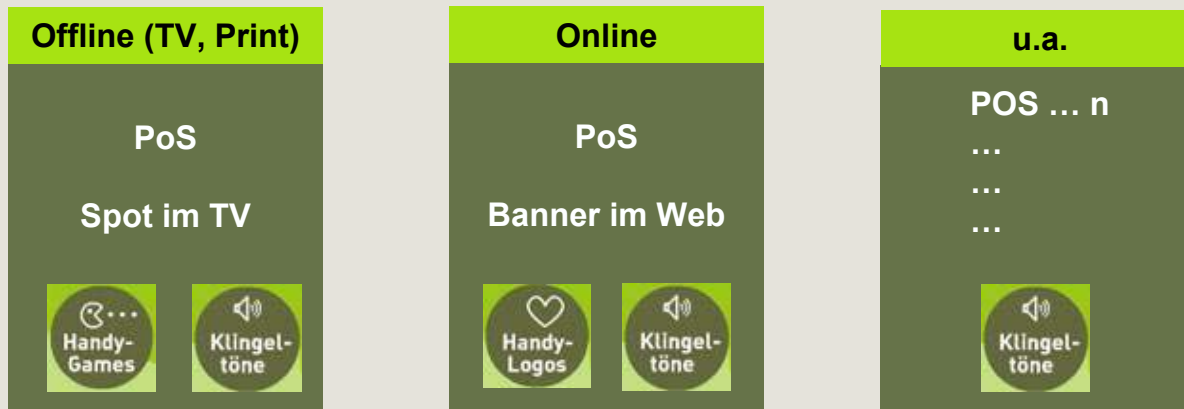 Offline (TV, Print)
PoS
Spot im TV
Handy-
Games
Klingel-
töne
Online
PoS
Banner im Web
Handy-
Logos
Klingel-
töne
u.a.
POS … n
…
…
…
Klingel-
töne